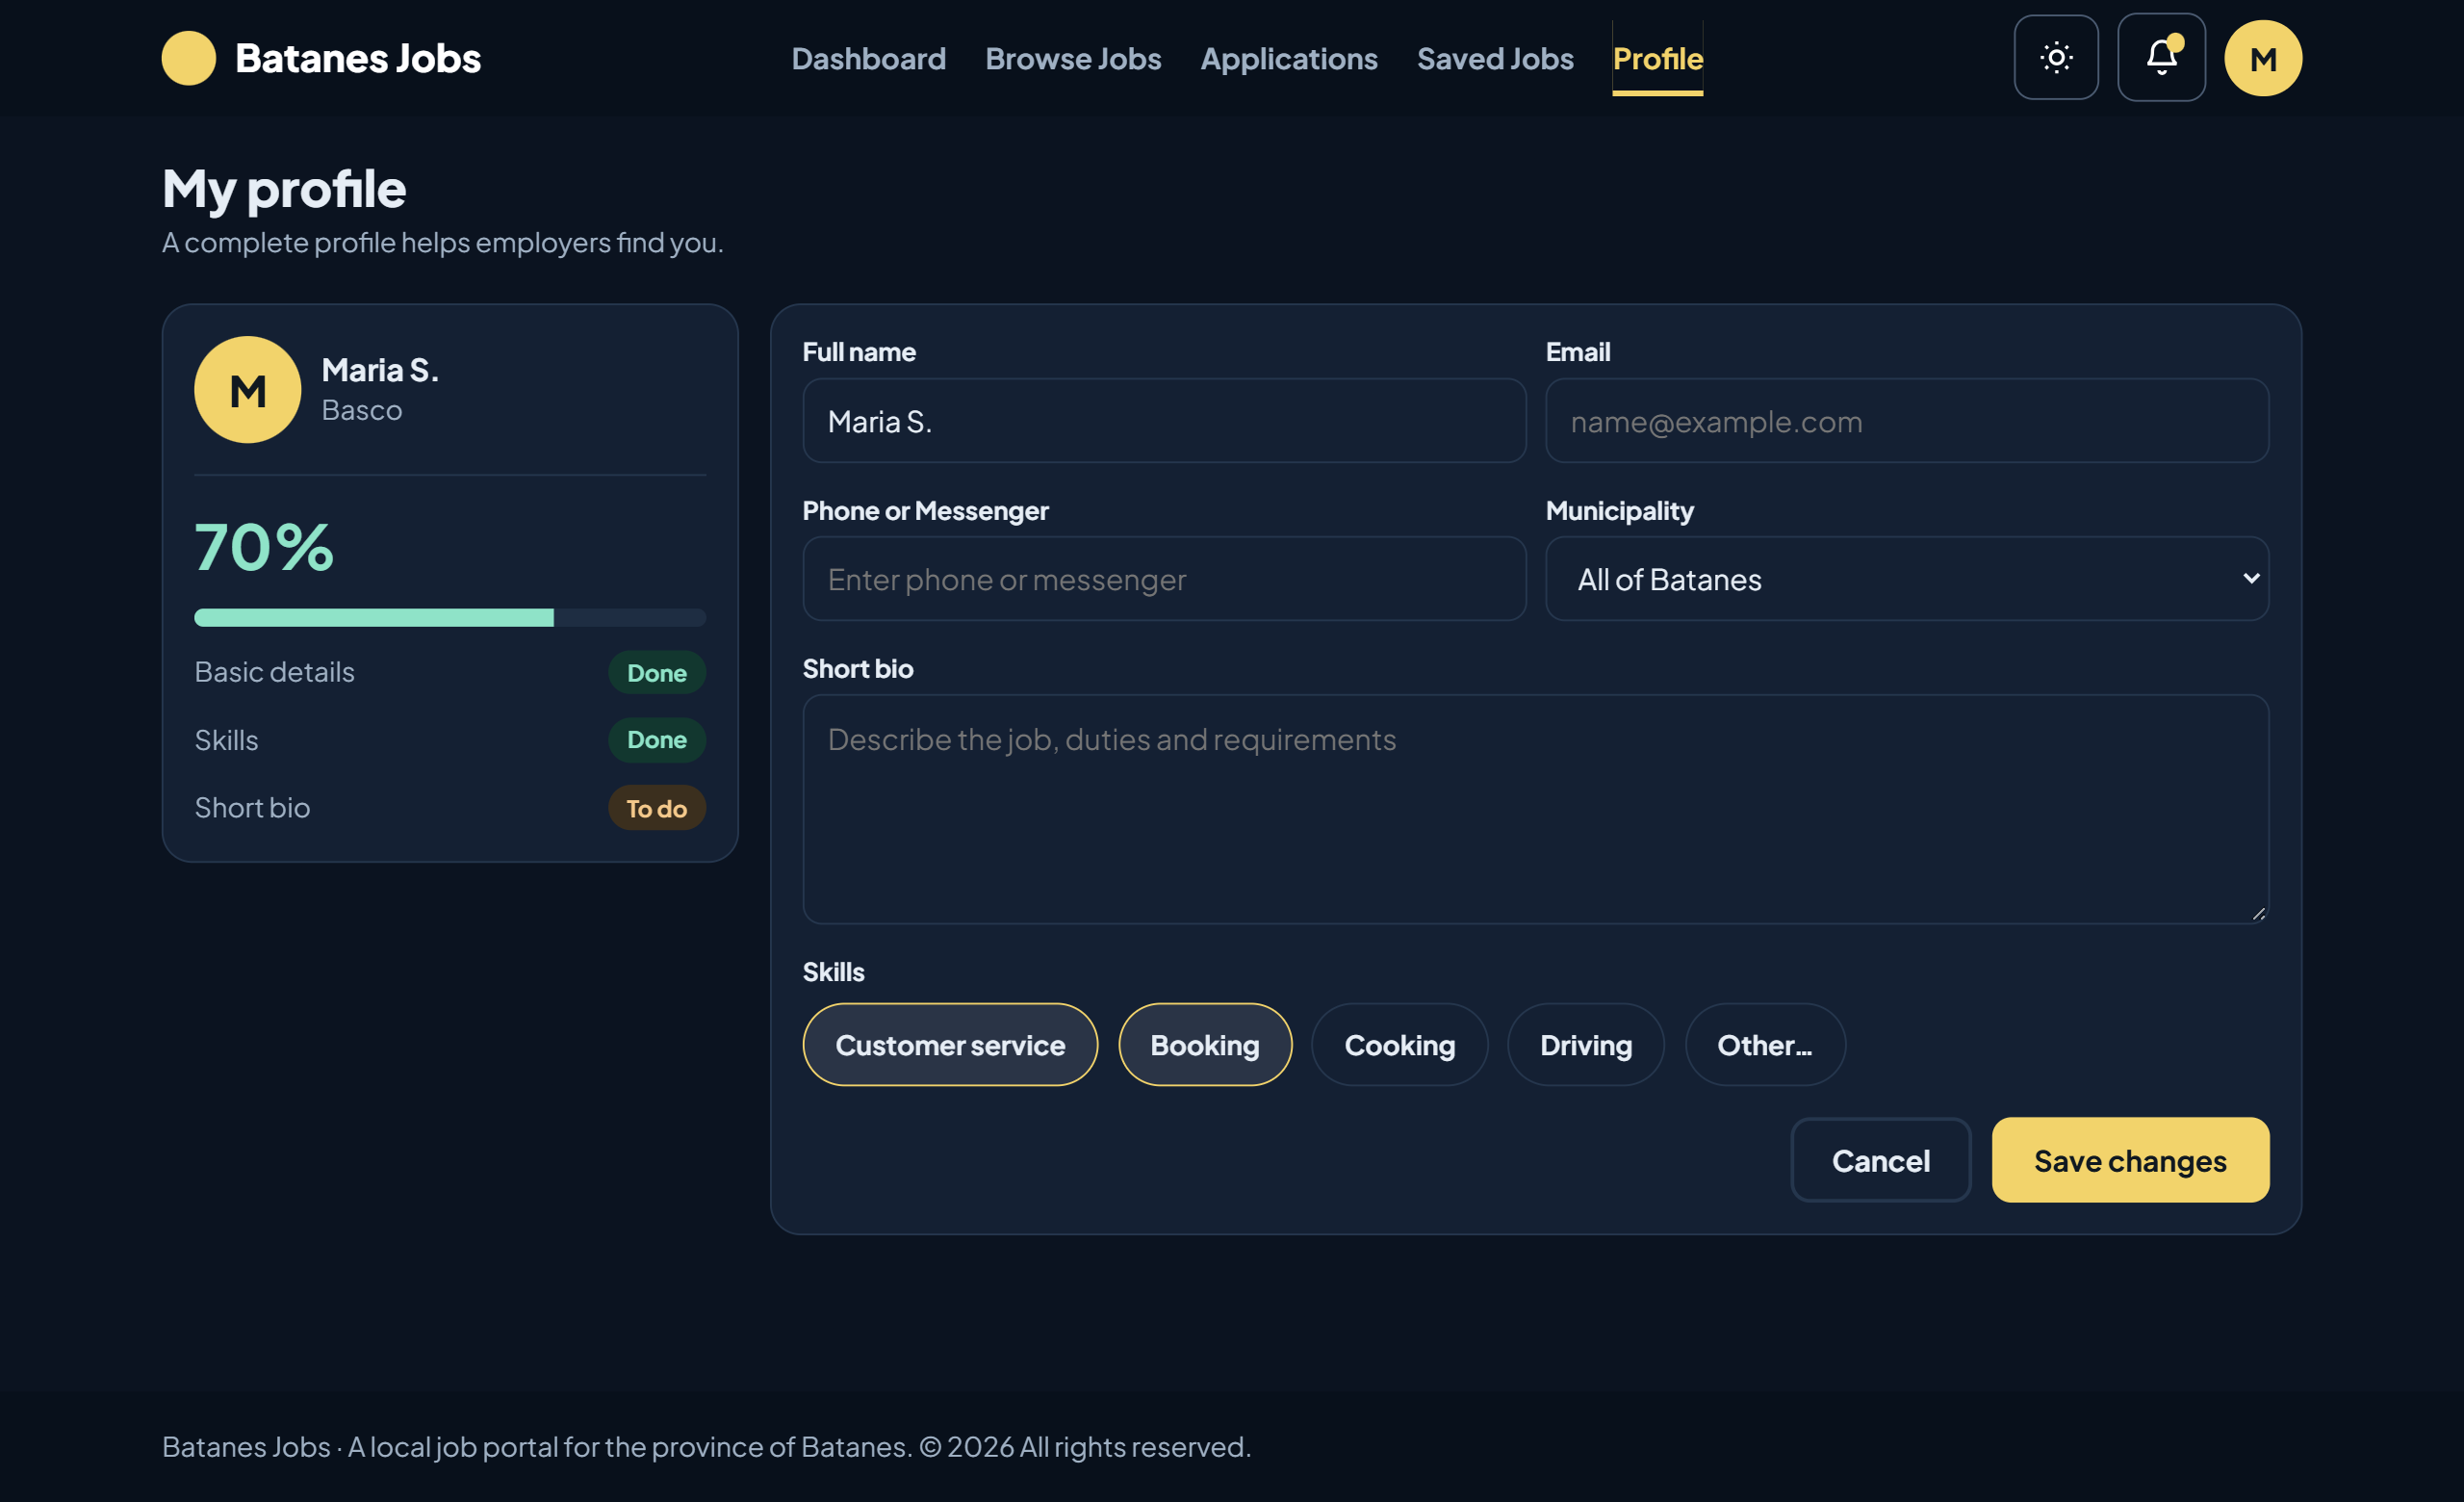 Batanes Jobs
Dashboard Browse Jobs Applications Saved Jobs Profile
M
My profile
A complete profile helps employers find you.
M
Maria S.
Basco
70%
Basic details Done
Skills Done
Short bio To do
Full name Email
Maria S. name@example.com
Phone or Messenger Municipality
Enter phone or messenger All of Batanes
Short bio
Describe the job, duties and requirements
Skills
Customer service Booking Cooking Driving Other...
Cancel Save changes
Batanes Jobs · A local job portal for the province of Batanes. © 2026 All rights reserved.